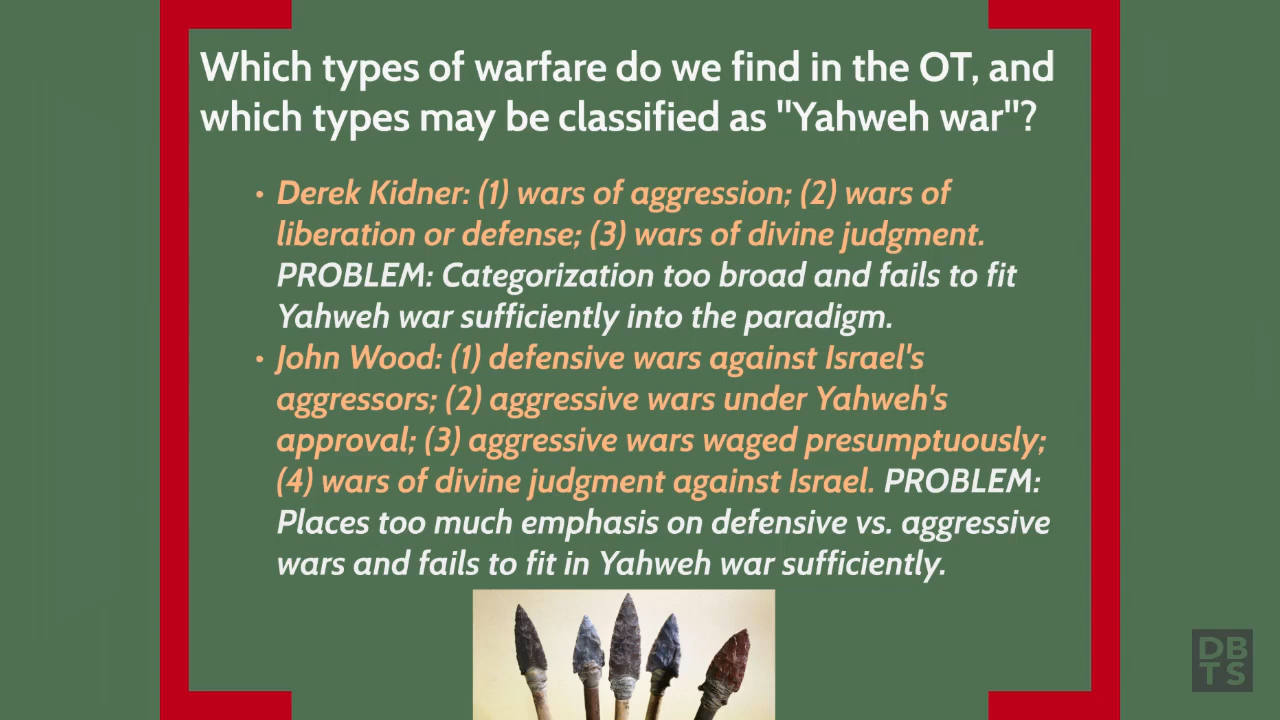 Which types of warfare do we find in the OT, and
which types may be classified as "Yahweh war"?
• Derek Kidner: (1) wars of aggression; (2) wars of
liberation or defense; (3) wars of divine judgment.
PROBLEM: Categorization too broad and fails to fit
Yahweh war sufficiently into the paradigm.
• John Wood: (1) defensive wars against Israel's
aggressors; (2) aggressive wars under Yahweh's
approval; (3) aggressive wars waged presumptuously;
(4) wars of divine judgment against Israel. PROBLEM:
Places too much emphasis on defensive vs. aggressive
wars and fails to fit in Yahweh war sufficiently.
DB
TS